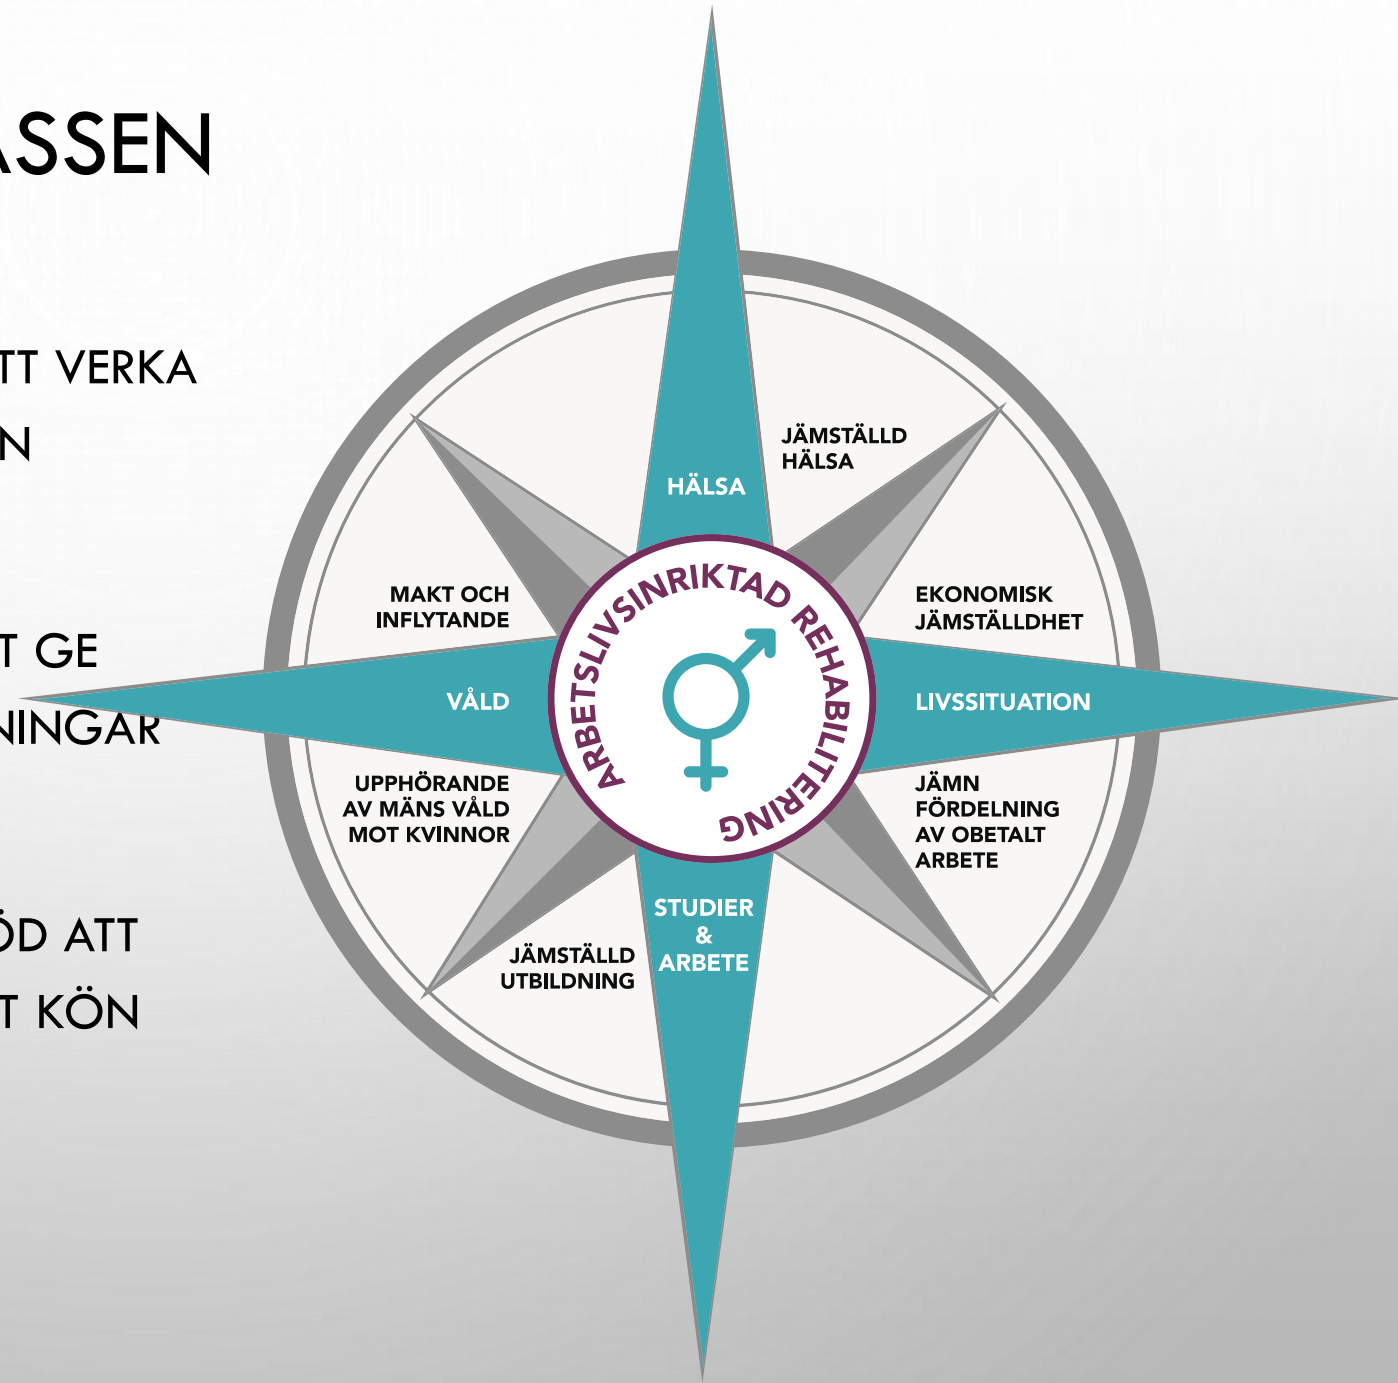 ASSEN
TT VERKA
N
T GE
NINGAR
ÖD ATT
T KÖN
HÄLSA
JÄMSTÄLLD
HÄLSA
MAKT OCH
INFLYTANDE
EKONOMISK
JÄMSTÄLLDHET
ARBETSLIVSINRIKTAD REHABILITERING
VÅLD
LIVSSITUATION
UPPHÖRANDE
AV MÄNS VÅLD
MOT KVINNOR
JÄMN
FÖRDELNING
AV OBETALT
ARBETE
STUDIER
&
ARBETE
JÄMSTÄLLD
UTBILDNING